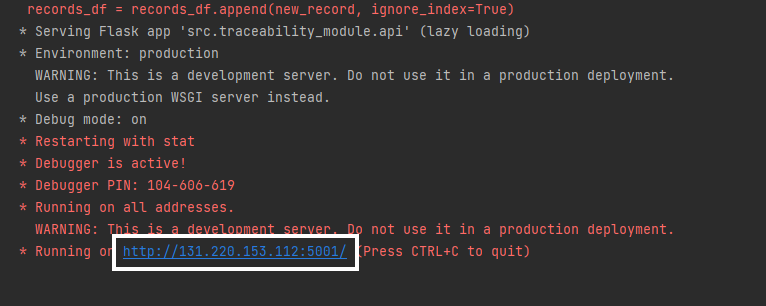 records_df = records_df.append(new_record, ignore_index=True)
* Serving Flask app 'src.traceability_module.api' (lazy loading)
* Environment: production
WARNING: This is a development server. Do not use it in a production deployment.
Use a production WSGI server instead.
* Debug mode: on
* Restarting with stat
* Debugger is active!
* Debugger PIN: 104-606-619
* Running on all addresses.
WARNING: This is a development server. Do not use it in a production deployment.
* Running on http://131.220.153.112:5001/ (Press CTRL+C to quit)